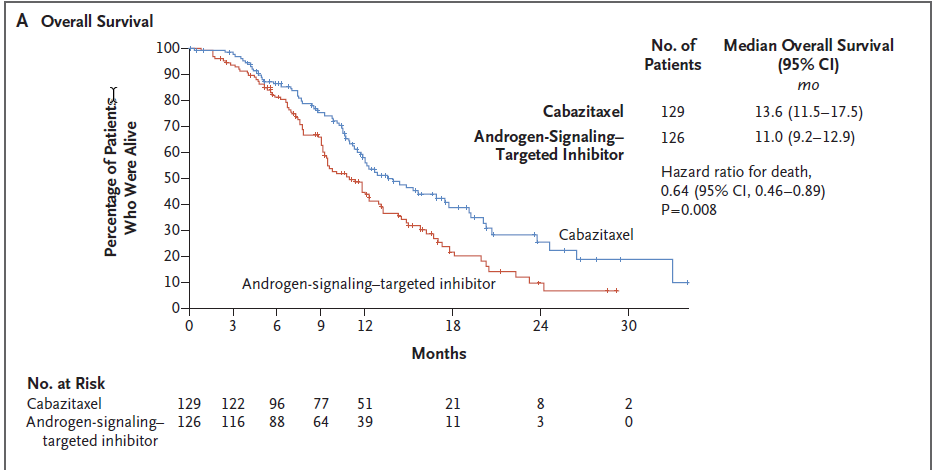 A Overall Survival
No. of Patients
Median Overall Survival (95% CI)
mo
Cabazitaxel 129 13.6 (11.5–17.5)
Androgen-Signaling–Targeted Inhibitor 126 11.0 (9.2–12.9)
Hazard ratio for death,
0.64 (95% CI, 0.46–0.89)
P=0.008
Percentage of Patients
Who Were Alive
100
90
80
70
60
50
40
30
20
10
0
Cabazitaxel
Androgen-signaling–targeted inhibitor
0 3 6 9 12 18 24 30
Months
No. at Risk
Cabazitaxel 129 122 96 77 51 21 8 2
Androgen-signaling– 126 116 88 64 39 11 3 0
targeted inhibitor